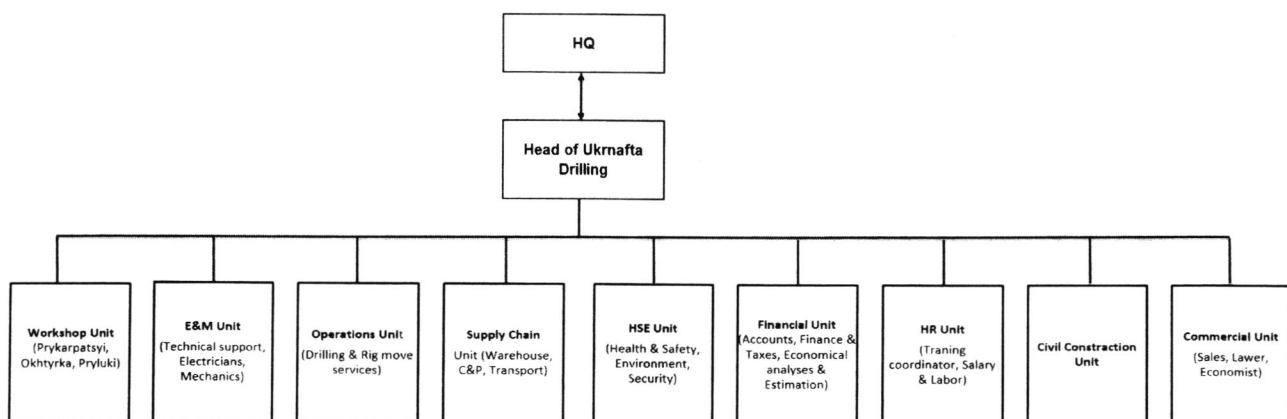 HQ
Head of Ukrnafta
Drilling
Workshop Unit
(Prykarpatsyi,
Okhtyrka, Pryluki)
E&M Unit
(Technical support,
Electricians,
Mechanics)
Operations Unit
(Drilling & Rig move
services)
Supply Chain
Unit (Warehouse,
C&P, Transport)
HSE Unit
(Health & Safety,
Environment,
Security)
Financial Unit
(Accounts, Finance &
Taxes, Economical
analyses &
Estimation)
HR Unit
(Traning
coordinator, Salary
& Labor)
Civil Construction
Unit
Commercial Unit
(Sales, Lawer,
Economist)